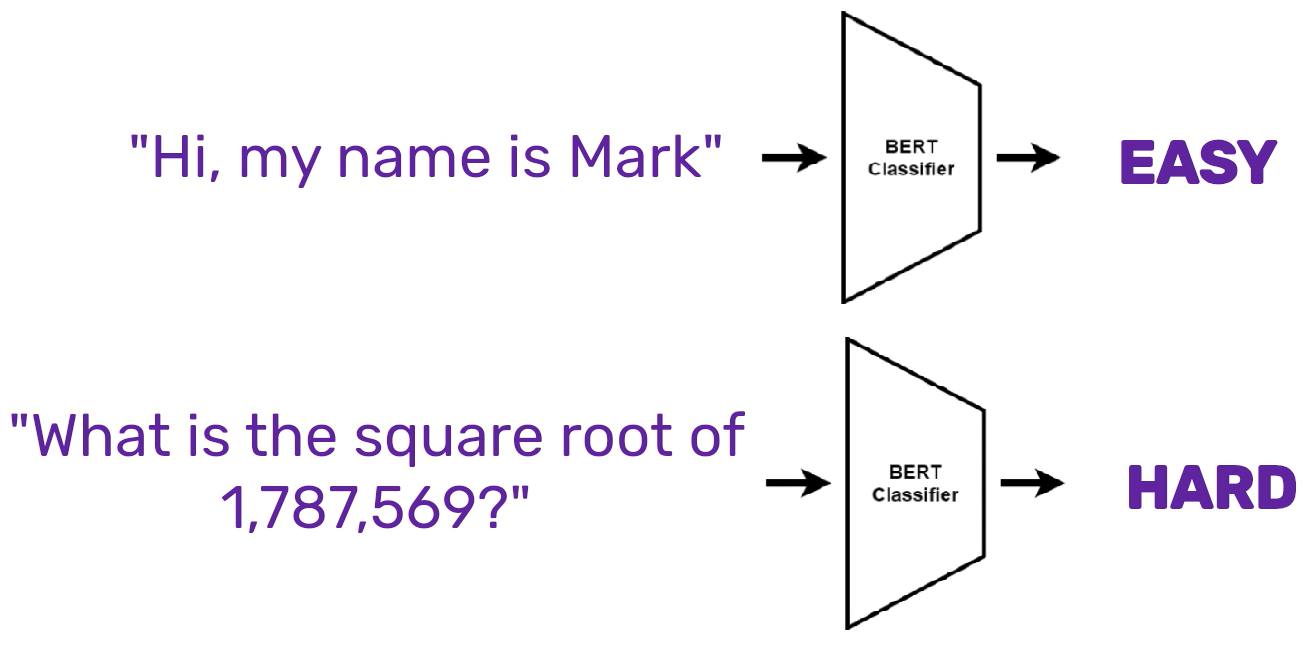 "Hi, my name is Mark"
BERT
Classifier
EASY
"What is the square root of
1,787,569?"
BERT
Classifier
HARD